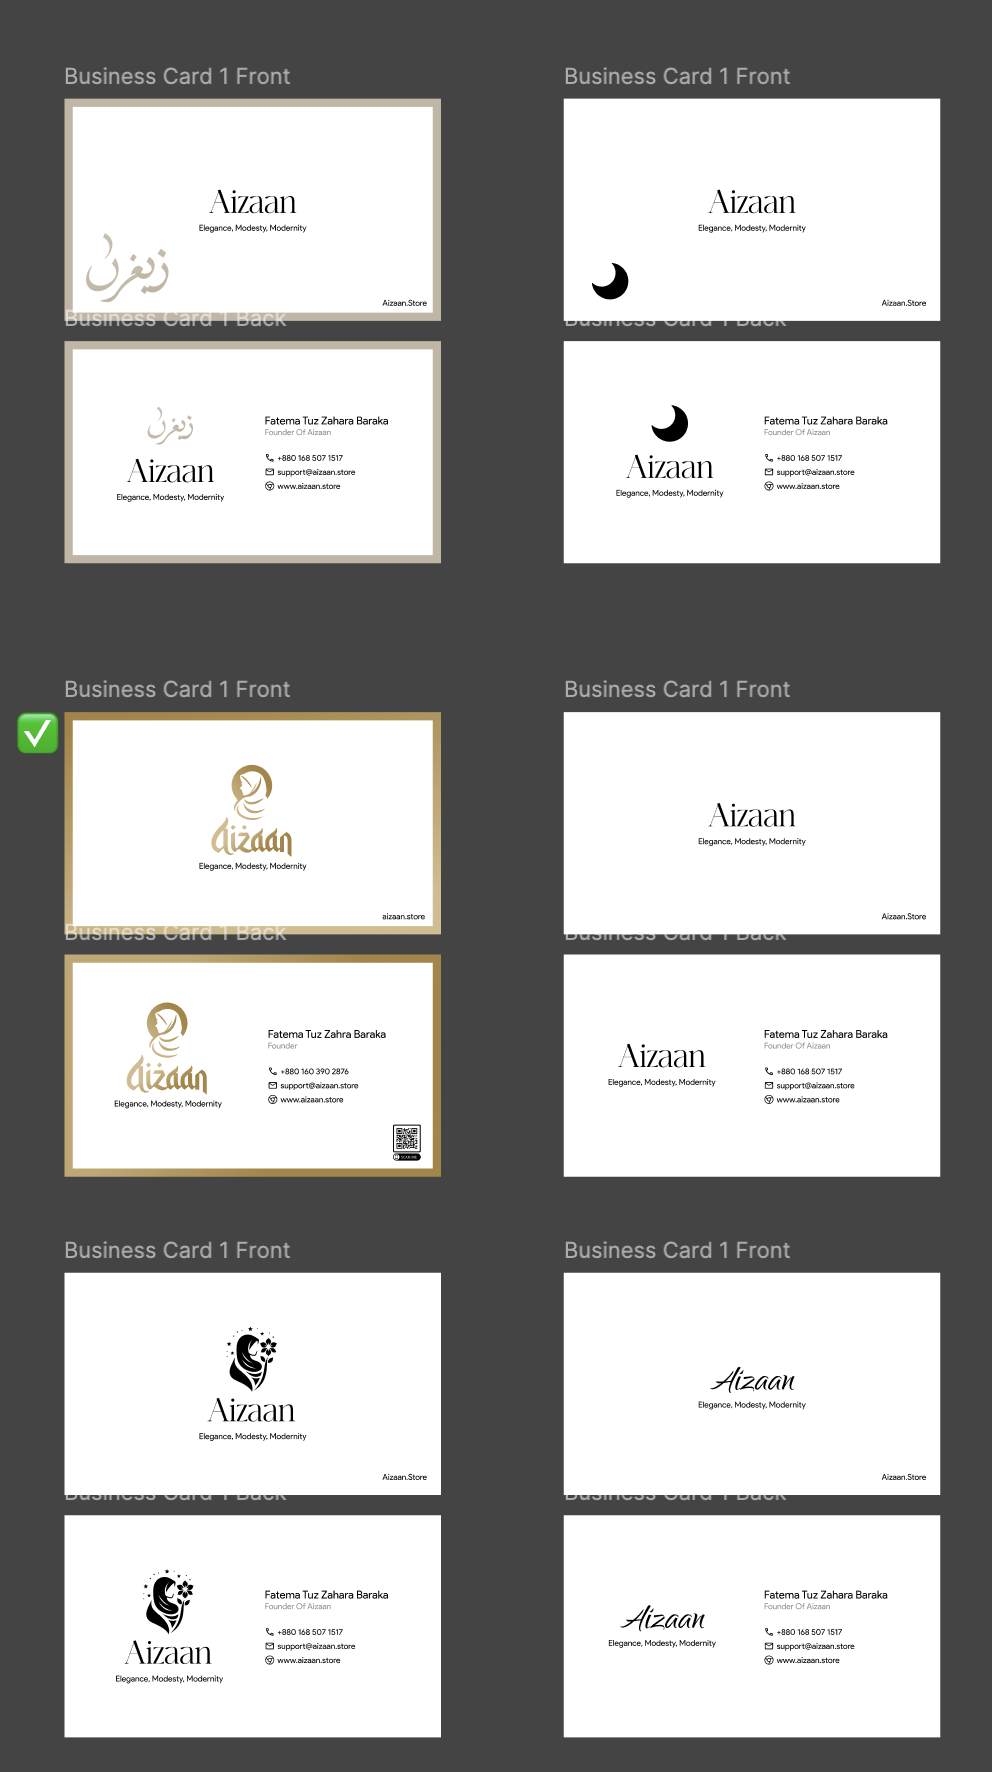 Business Card 1 Front
Aizaan
Elegance, Modesty, Modernity
Aizaan.Store
Business Card 1 Back
Aizaan
Elegance, Modesty, Modernity
Fatema Tuz Zahara Baraka
Founder Of Aizaan
+880 168 507 1517
support@aizaan.store
www.aizaan.store
Business Card 1 Front
Aizaan
Elegance, Modesty, Modernity
Aizaan.Store
Business Card 1 Back
Aizaan
Elegance, Modesty, Modernity
Fatema Tuz Zahara Baraka
Founder Of Aizaan
+880 168 507 1517
support@aizaan.store
www.aizaan.store
Business Card 1 Front
Aizaan
Elegance, Modesty, Modernity
aizaan.store
Business Card 1 Back
Aizaan
Elegance, Modesty, Modernity
Fatema Tuz Zahra Baraka
Founder
+880 160 390 2876
support@aizaan.store
www.aizaan.store
SCAN ME
Business Card 1 Front
Aizaan
Elegance, Modesty, Modernity
Aizaan.Store
Business Card 1 Back
Aizaan
Elegance, Modesty, Modernity
Fatema Tuz Zahara Baraka
Founder Of Aizaan
+880 168 507 1517
support@aizaan.store
www.aizaan.store
Business Card 1 Front
Aizaan
Elegance, Modesty, Modernity
Aizaan.Store
Business Card 1 Back
Aizaan
Elegance, Modesty, Modernity
Fatema Tuz Zahara Baraka
Founder Of Aizaan
+880 168 507 1517
support@aizaan.store
www.aizaan.store
Business Card 1 Front
Aizaan
Elegance, Modesty, Modernity
Aizaan.Store
Business Card 1 Back
Aizaan
Elegance, Modesty, Modernity
Fatema Tuz Zahara Baraka
Founder Of Aizaan
+880 168 507 1517
support@aizaan.store
www.aizaan.store